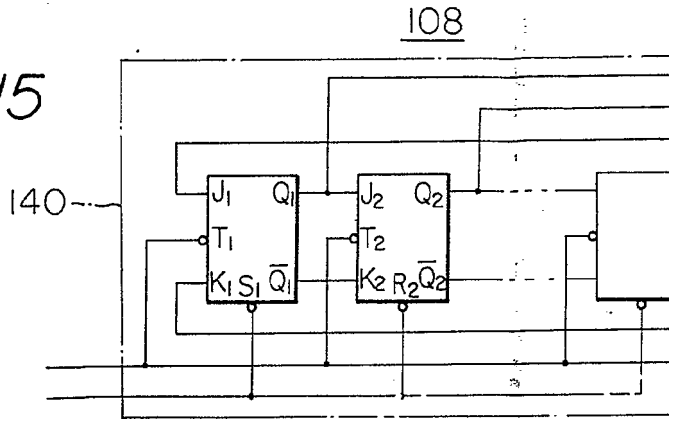 108
15
140
J₁ Q₁ J₂ Q₂
T₁ T₂
K₁ S₁ Q̅₁ K₂ R₂ Q̅₂